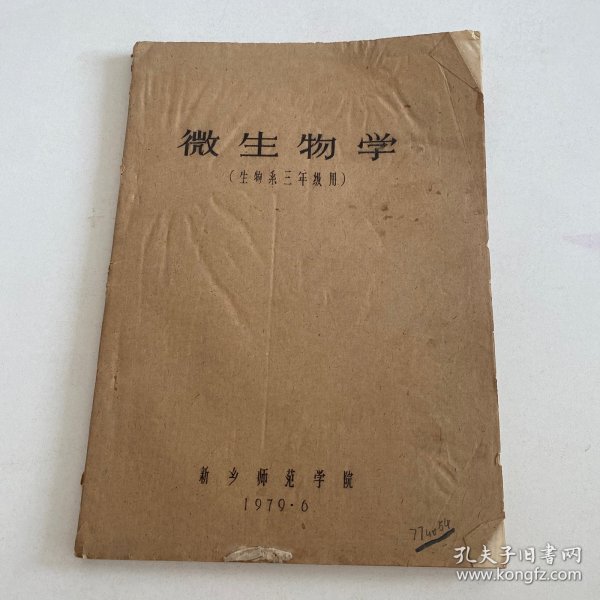 微生物学
（生物系三年级用）
新乡师范学院
1979·6
774054
孔夫子旧书网
www.kongfz.com